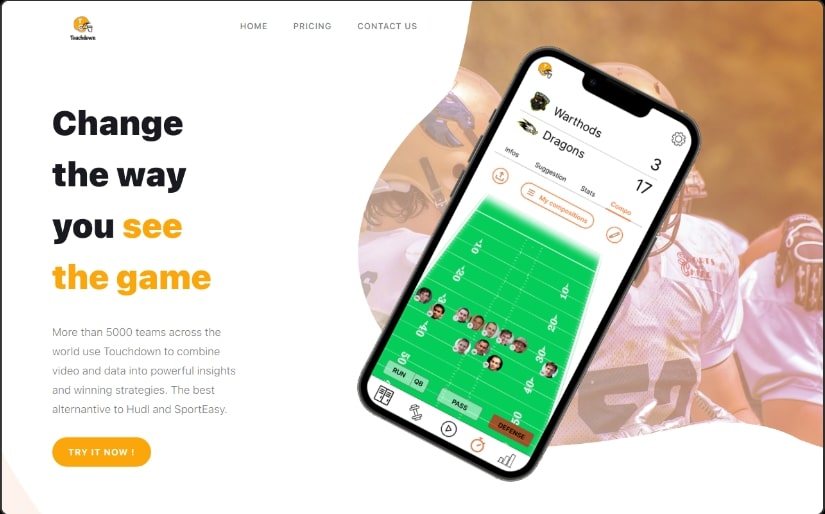 Touchdown
HOME
PRICING
CONTACT US
Change
the way
you see
the game
More than 5000 teams across the
world use Touchdown to combine
video and data into powerful insights
and winning strategies. The best
alternantive to Hudl and SportEasy.
TRY IT NOW !
Warthods
3
Dragons
17
Infos
Suggestion
Stats
Compo
My compositions
10
10
20
20
30
40
40
50
50
RUN
QB
PASS
DEFENSE